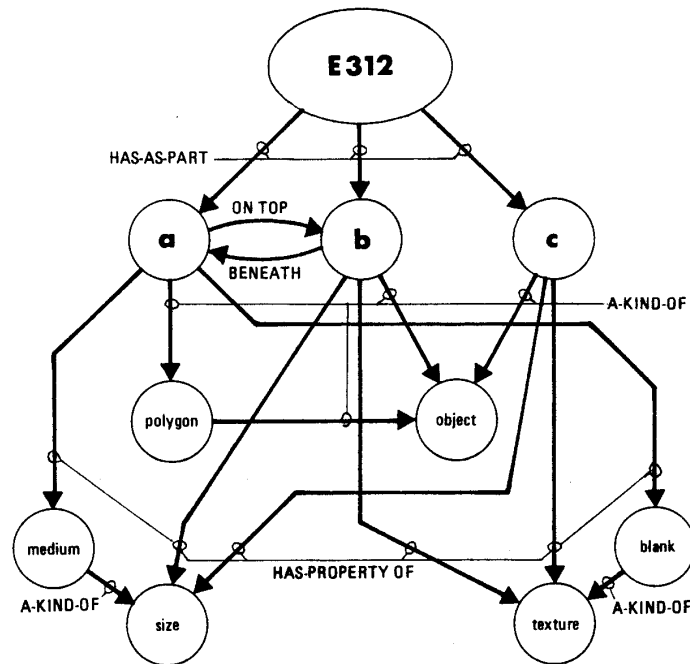 E312
HAS-AS-PART
ON TOP
a
b
c
BENEATH
A-KIND-OF
polygon
object
medium
blank
HAS-PROPERTY OF
A-KIND-OF
A-KIND-OF
size
texture